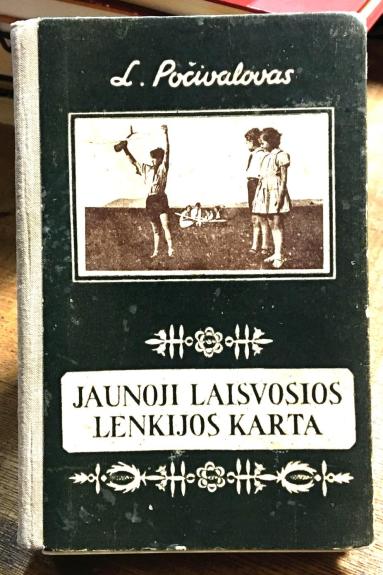 L. Počivalovas
JAUNOJI LAISVOSIOS
LENKIJOS KARTA